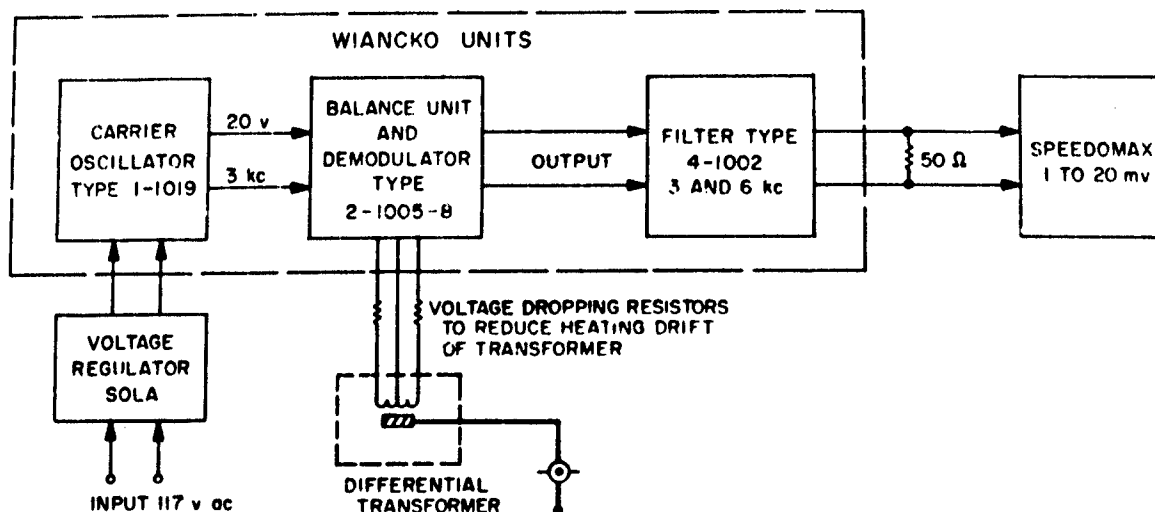 WIANCKO UNITS
CARRIER
OSCILLATOR
TYPE 1-1019
20 v
3 kc
BALANCE UNIT
AND
DEMODULATOR
TYPE
2-1005-8
OUTPUT
FILTER TYPE
4-1002
3 AND 6 kc
50 Ω
SPEEDOMAX
1 TO 20 mv
VOLTAGE
REGULATOR
SOLA
INPUT 117 v ac
VOLTAGE DROPPING RESISTORS
TO REDUCE HEATING DRIFT
OF TRANSFORMER
DIFFERENTIAL
TRANSFORMER